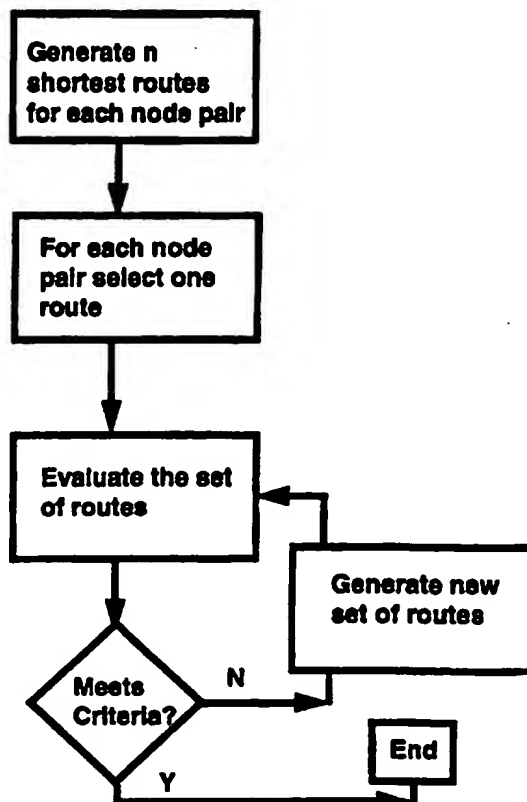 Generate n
shortest routes
for each node pair
For each node
pair select one
route
Evaluate the set
of routes
Generate new
set of routes
Meets
Criteria?
N
Y
End